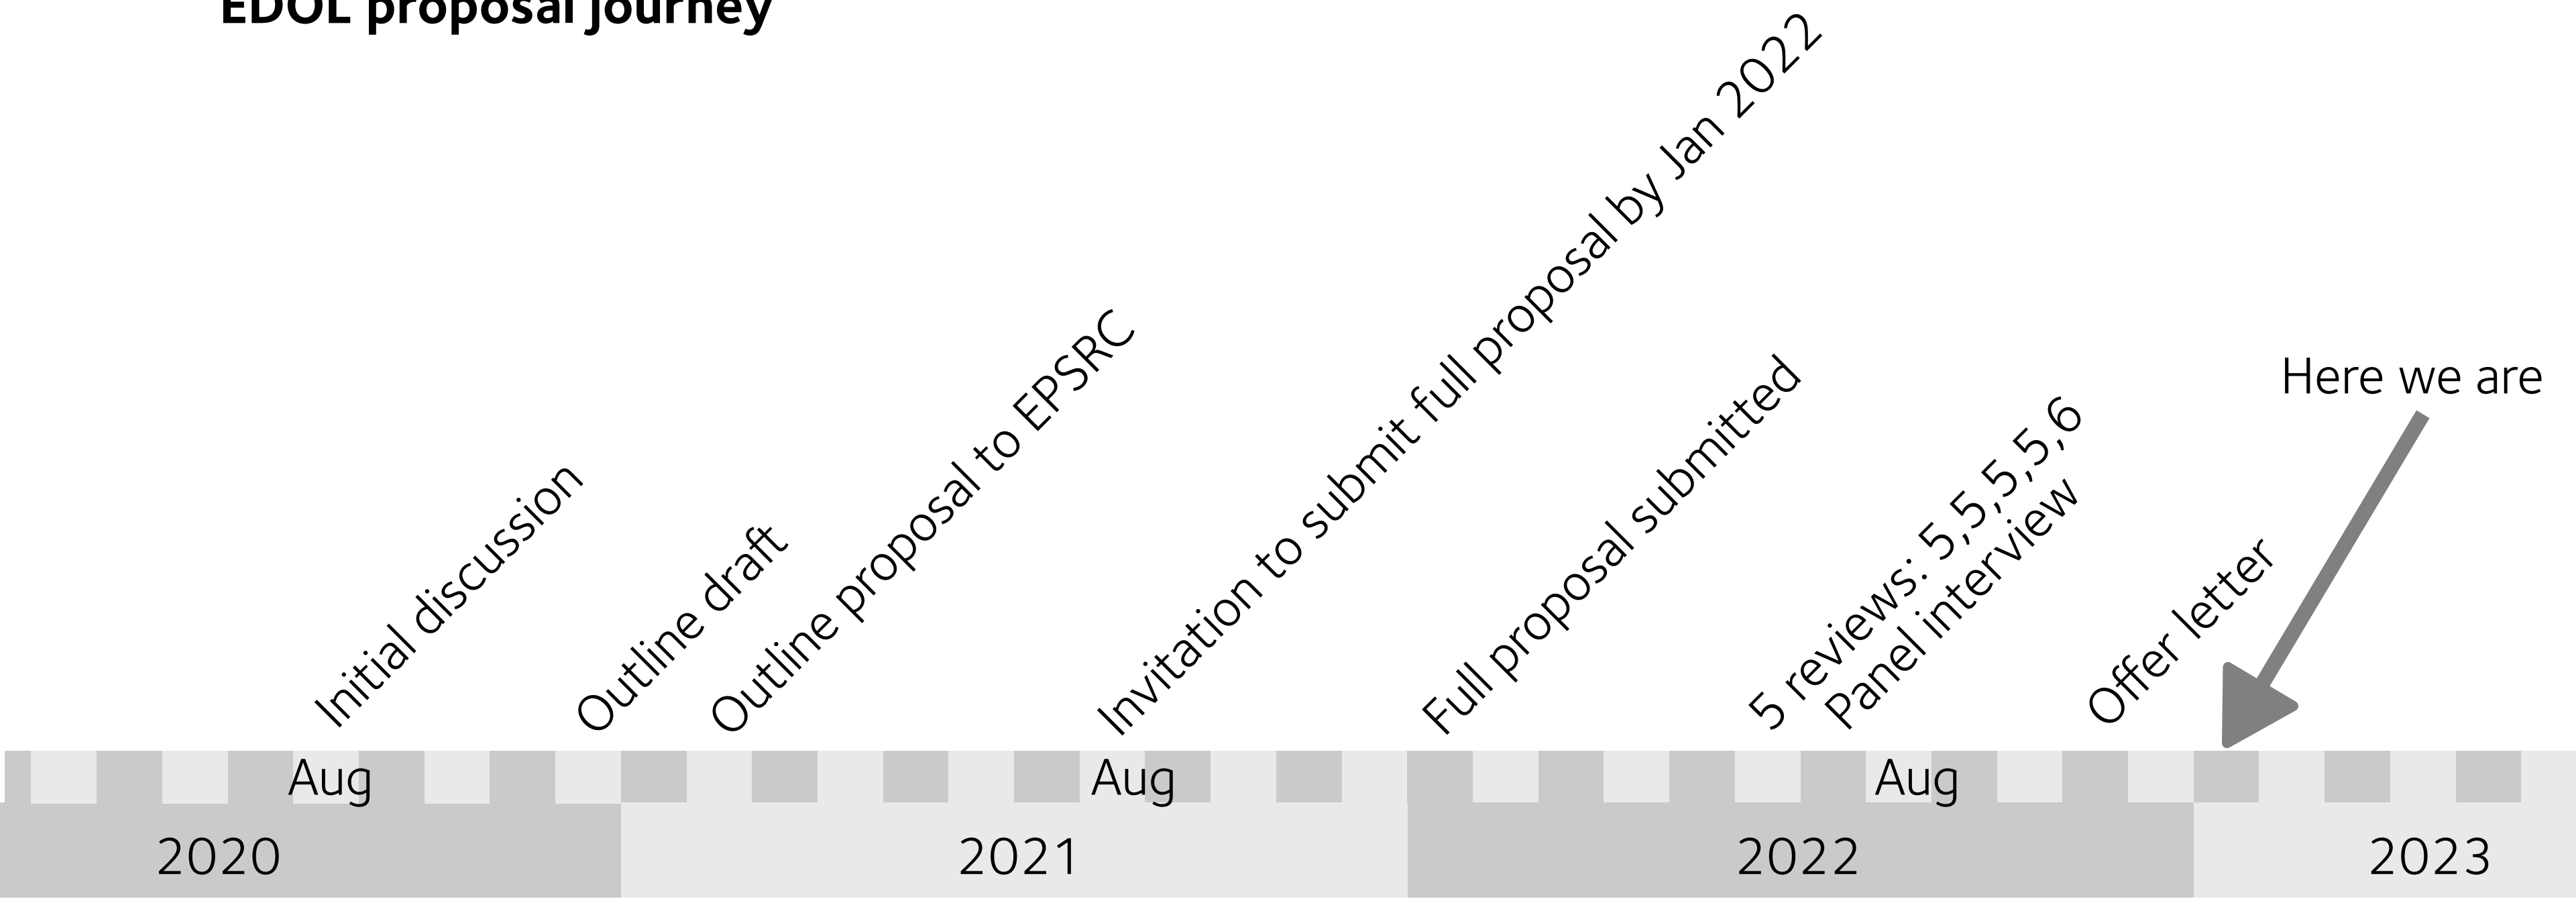 EDOL proposal journey
Initial discussion
Outline draft
Outline proposal to EPSRC
Invitation to submit full proposal by Jan 2022
Full proposal submitted
5 reviews: 5,5,5,5,6
Panel interview
Offer letter
Here we are
Aug
Aug
Aug
2020
2021
2022
2023